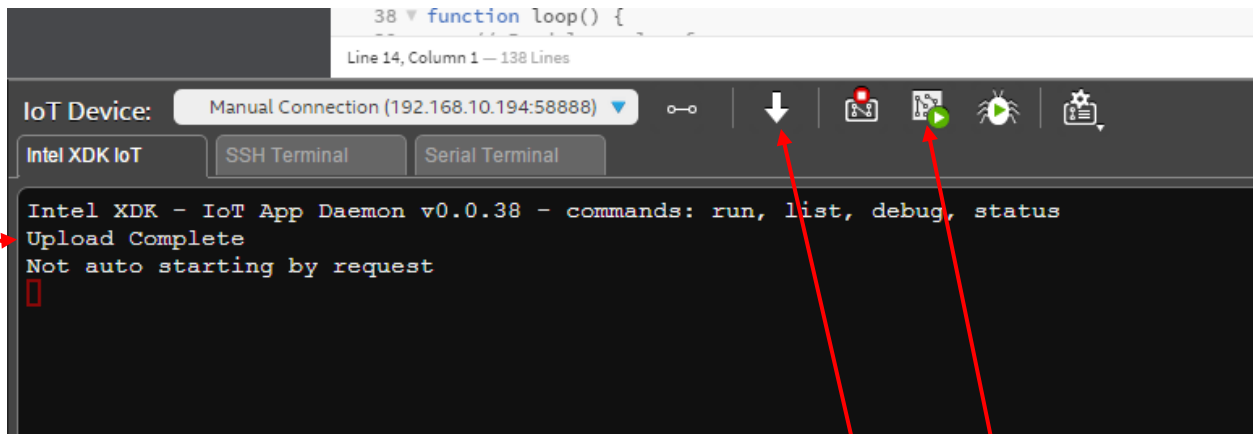 38 function loop() {
Line 14, Column 1 — 138 Lines
IoT Device: Manual Connection (192.168.10.194:58888)
Intel XDK IoT SSH Terminal Serial Terminal
Intel XDK - IoT App Daemon v0.0.38 - commands: run, list, debug, status
Upload Complete
Not auto starting by request